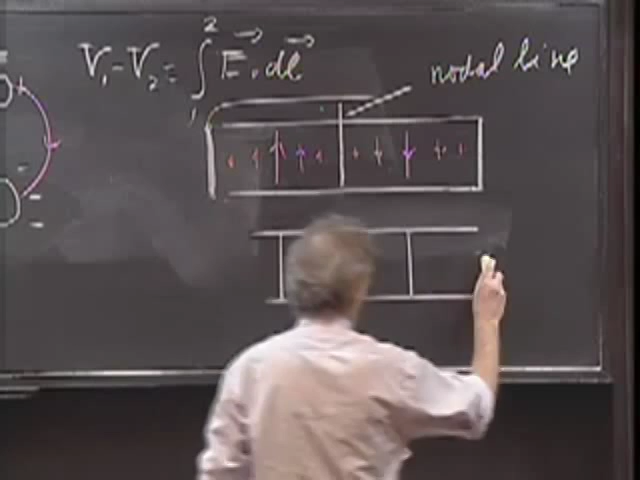 V₁ - V₂ = ∫₁² E⃗ . dl⃗
nodal line